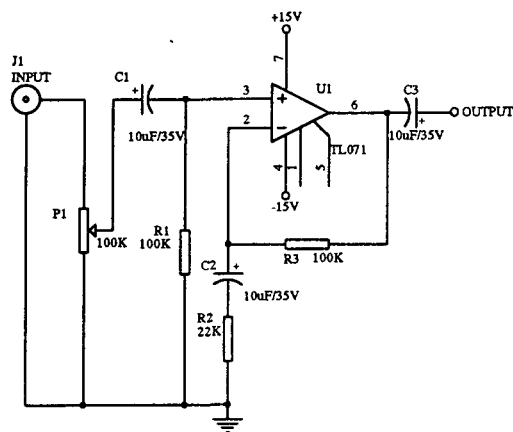 +15V
J1
INPUT
C1
+
10uF/35V
7
U1
3
+
2
−
6
C3
+
10uF/35V
OUTPUT
TL071
4
1
5
-15V
P1
100K
R1
100K
R3
100K
C2
+
10uF/35V
R2
22K